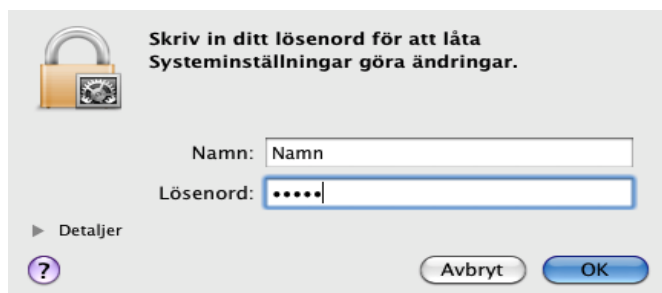 Skriv in ditt lösenord för att låta
Systeminställningar göra ändringar.
Namn: Namn
Lösenord: •••••
Detaljer
? Avbryt OK